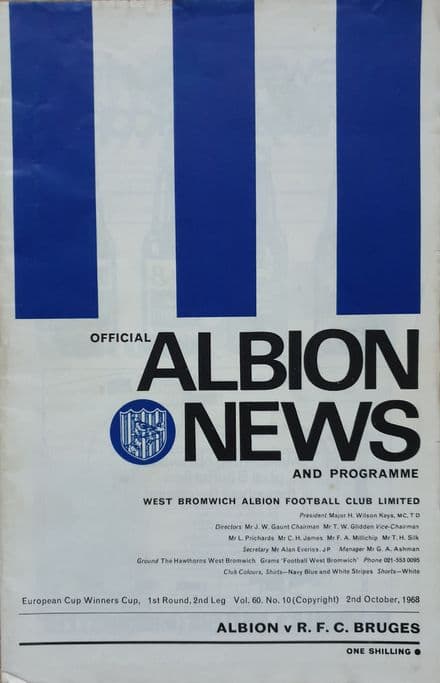 OFFICIAL ALBION
NEWS
AND PROGRAMME
WEST BROMWICH ALBION FOOTBALL CLUB LIMITED
President Major H. Wilson Keys, MC, T D
Directors Mr J. W. Gaunt Chairman Mr T. W. Glidden Vice-Chairman
Mr L. Prichards Mr C. H. James Mr F. A. Millichip Mr T. H. Silk
Secretary Mr Alan Everiss, J P Manager Mr G. A. Ashman
Ground The Hawthorns West Bromwich Grams 'Football West Bromwich' Phone 021-553 0095
Club Colours, Shirts—Navy Blue and White Stripes Shorts—White
European Cup Winners Cup, 1st Round, 2nd Leg Vol. 60. No. 10 (Copyright) 2nd October, 1968
ALBION v R. F. C. BRUGES
ONE SHILLING